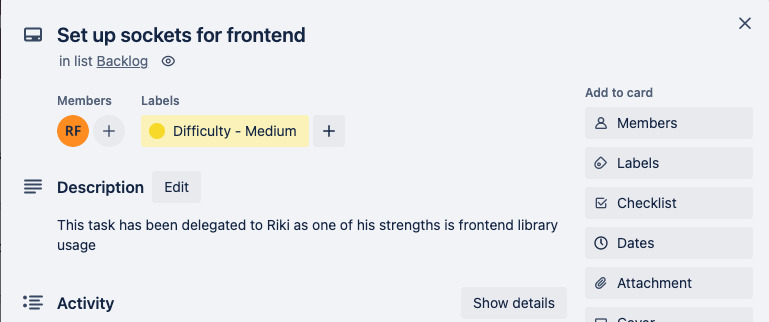 Set up sockets for frontend
in list Backlog
Members
Labels
RF
Difficulty - Medium
Description
Edit
This task has been delegated to Riki as one of his strengths is frontend library
usage
Activity
Show details
Add to card
Members
Labels
Checklist
Dates
Attachment
Cover